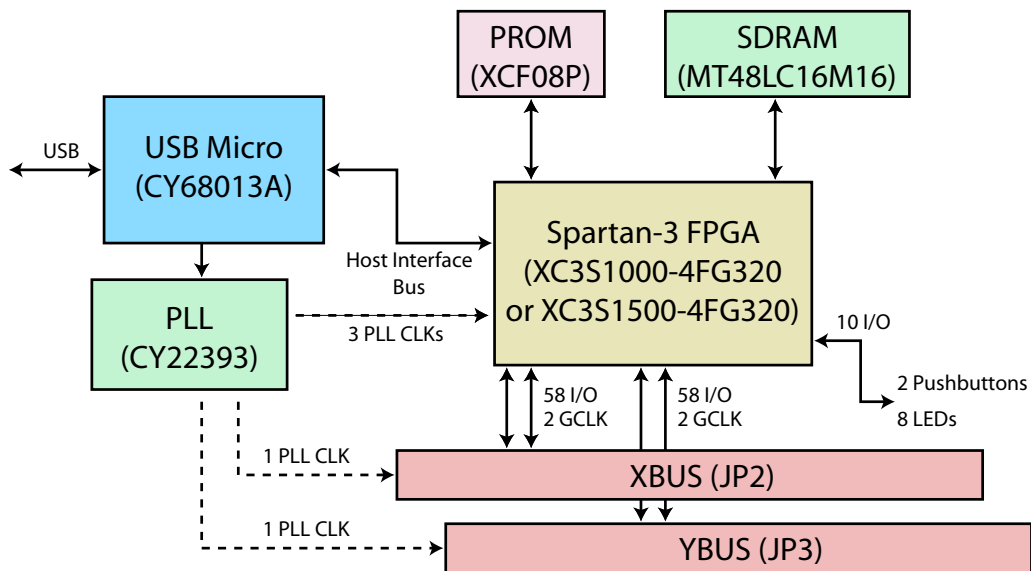 PROM
(XCF08P)
SDRAM
(MT48LC16M16)
USB
USB Micro
(CY68013A)
Host Interface
Bus
Spartan-3 FPGA
(XC3S1000-4FG320
or XC3S1500-4FG320)
PLL
(CY22393)
3 PLL CLKs
10 I/O
2 Pushbuttons
8 LEDs
58 I/O
2 GCLK
58 I/O
2 GCLK
1 PLL CLK
XBUS (JP2)
1 PLL CLK
YBUS (JP3)